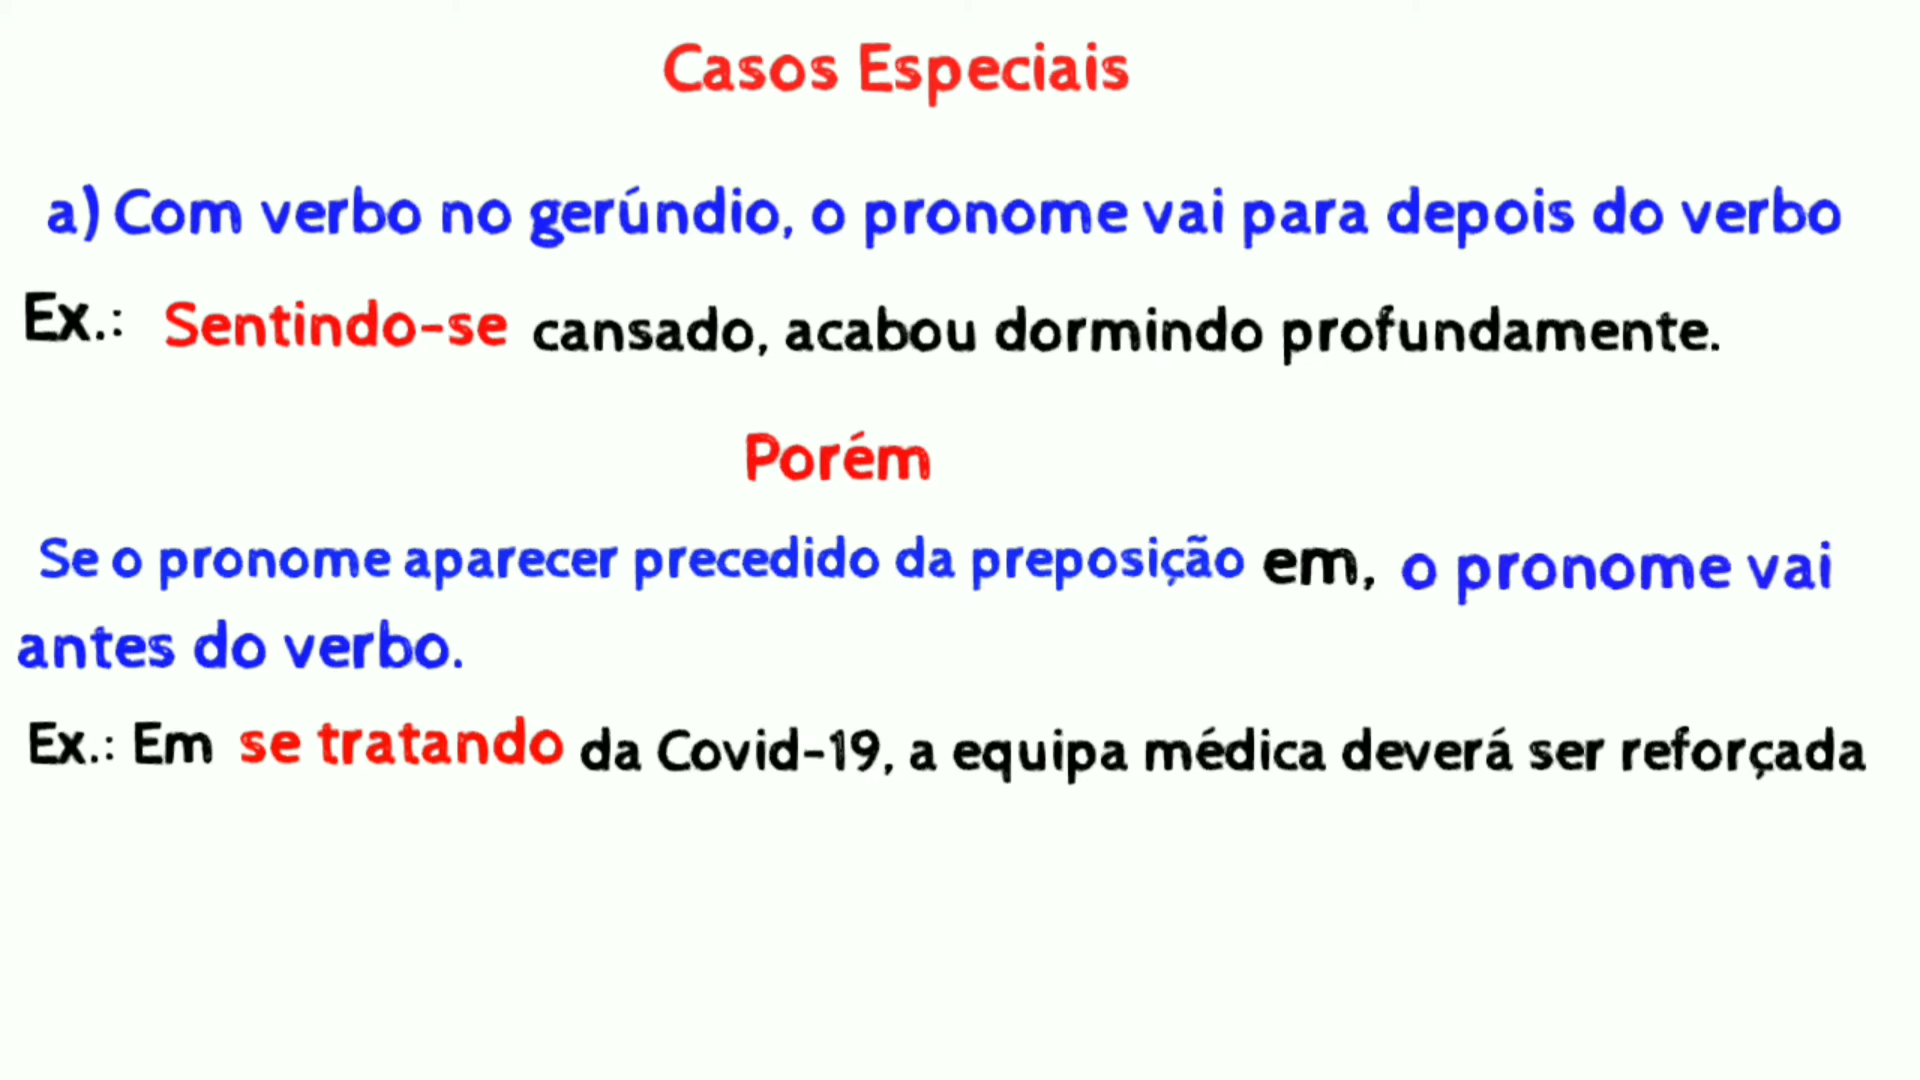 Casos Especiais
a) Com verbo no gerúndio, o pronome vai para depois do verbo
Ex.: Sentindo-se cansado, acabou dormindo profundamente.
Porém
Se o pronome aparecer precedido da preposição em, o pronome vai
antes do verbo.
Ex.: Em se tratando da Covid-19, a equipa médica deverá ser reforçada